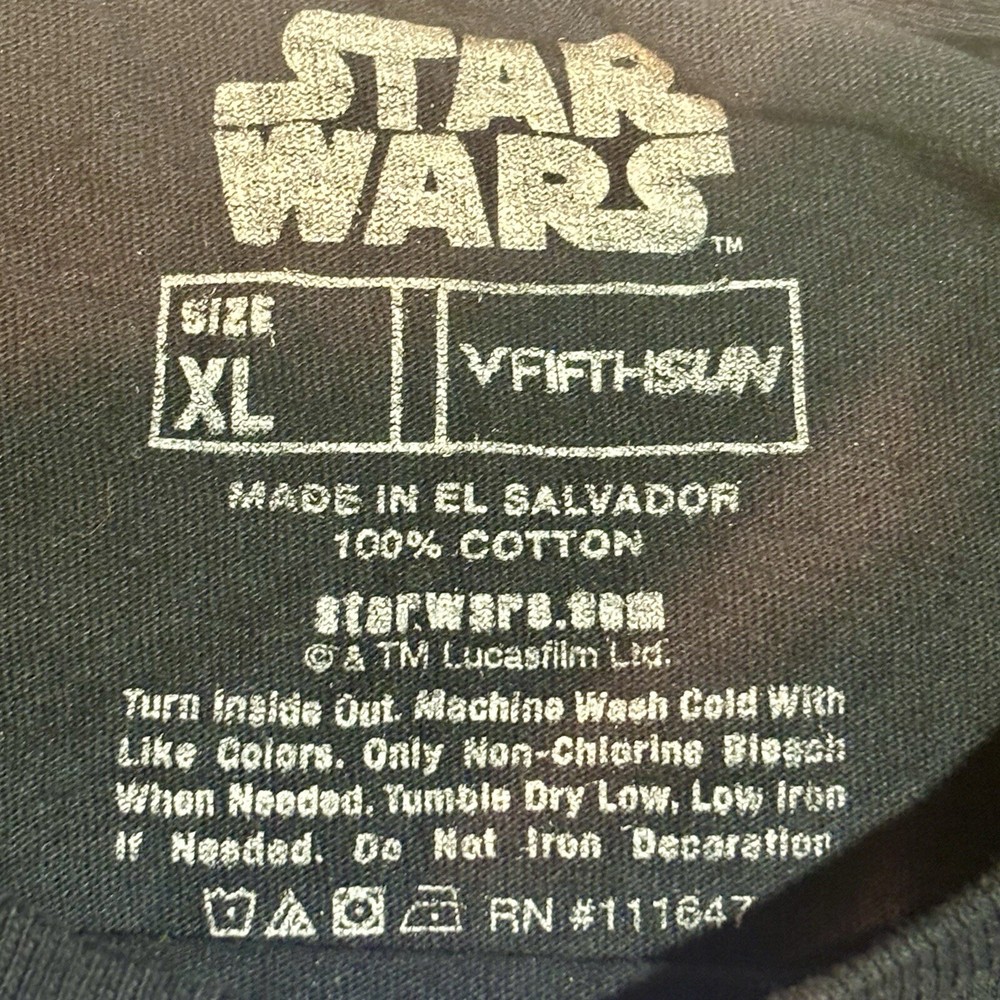 STAR
WARS
TM
SIZE
XL
FIFTHSUN
MADE IN EL SALVADOR
100% COTTON
starwars.com
© & TM Lucasfilm Ltd.
Turn Inside Out. Machine Wash Cold With
Like Colors. Only Non-Chlorine Bleach
When Needed. Tumble Dry Low. Low Iron
If Needed. Do Not Iron Decoration
RN #111647